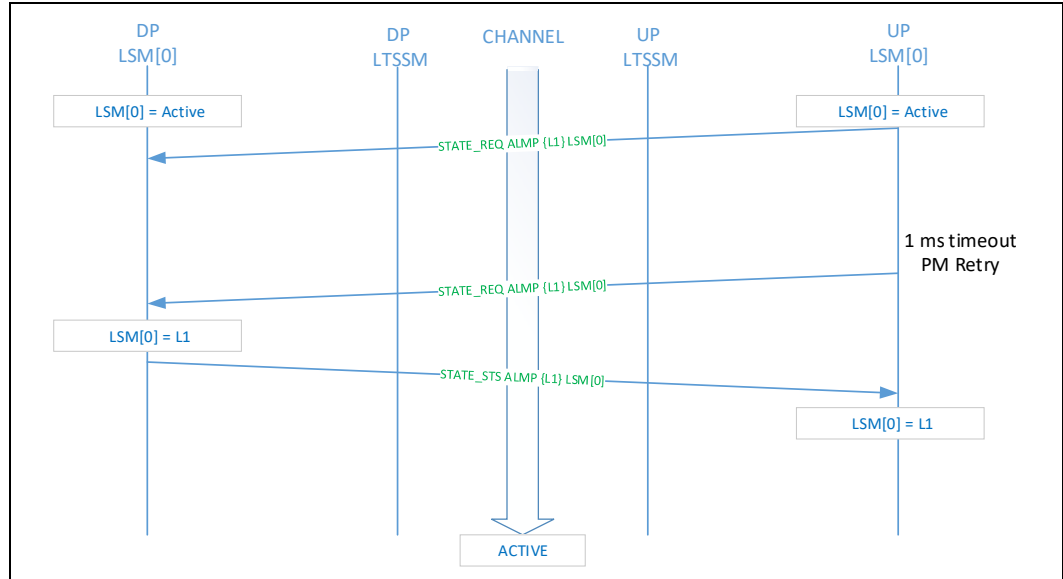 DP
LSM[0]
DP
LTSSM
CHANNEL
UP
LTSSM
UP
LSM[0]
LSM[0] = Active
LSM[0] = Active
STATE_REQ ALMP {L1} LSM[0]
1 ms timeout
PM Retry
STATE_REQ ALMP {L1} LSM[0]
LSM[0] = L1
STATE_STS ALMP {L1} LSM[0]
LSM[0] = L1
ACTIVE